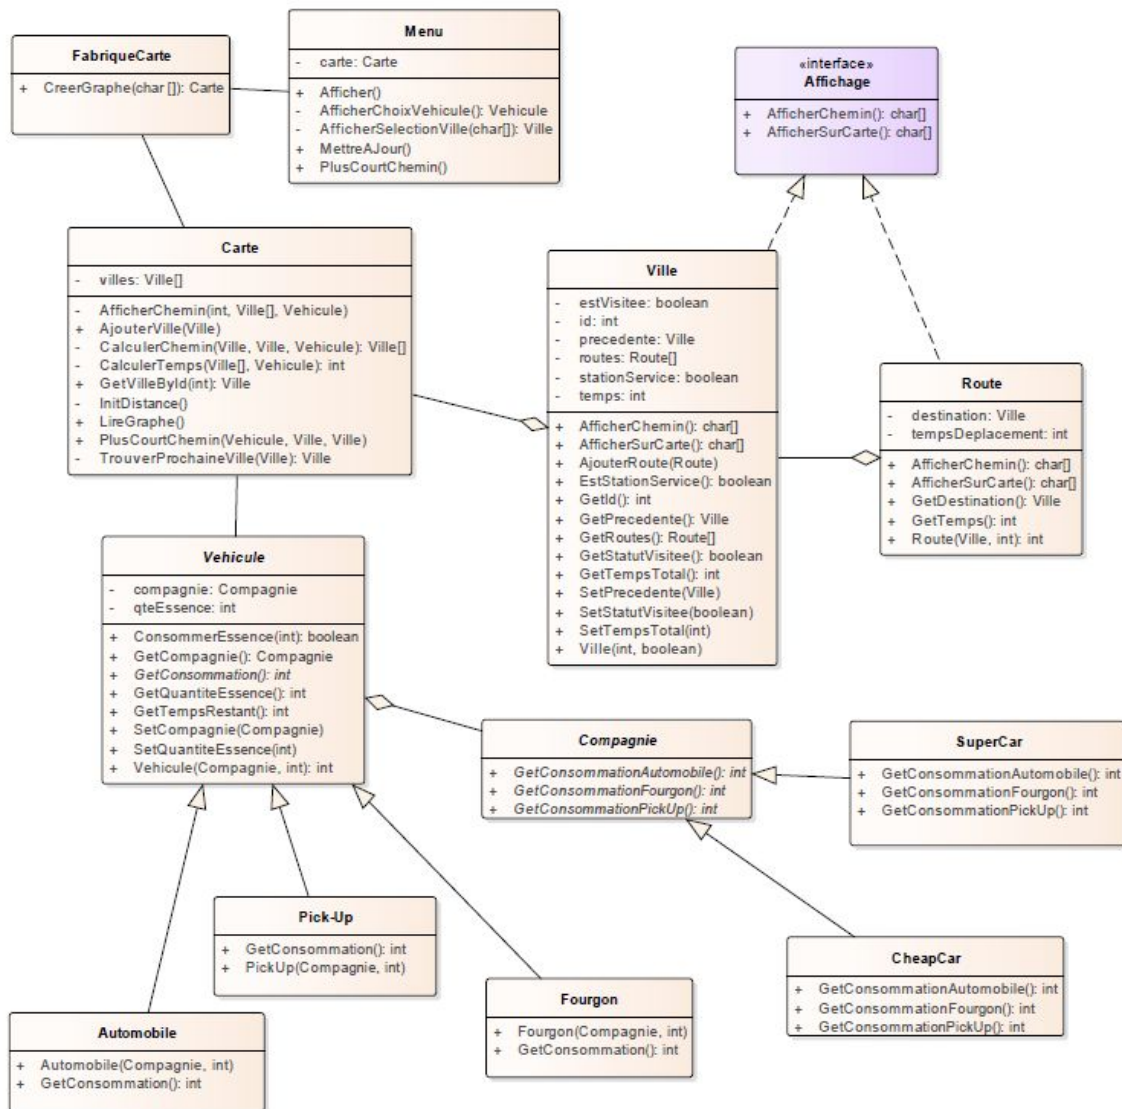 FabriqueCarte
+ CreerGraphe(char []): Carte
Menu
- carte: Carte
+ Afficher()
- AfficherChoixVehicule(): Vehicule
- AfficherSelectionVille(char[]): Ville
+ MettreAJour()
+ PlusCourtChemin()
«interface»
Affichage
+ AfficherChemin(): char[]
+ AfficherSurCarte(): char[]
Carte
- villes: Ville[]
- AfficherChemin(int, Ville[], Vehicule)
+ AjouterVille(Ville)
- CalculerChemin(Ville, Ville, Vehicule): Ville[]
- CalculerTemps(Ville[], Vehicule): int
+ GetVilleById(int): Ville
- InitDistance()
+ LireGraphe()
+ PlusCourtChemin(Vehicule, Ville, Ville)
- TrouverProchaineVille(Ville): Ville
Ville
- estVisitee: boolean
- id: int
- precedente: Ville
- routes: Route[]
- stationService: boolean
- temps: int
+ AfficherChemin(): char[]
+ AfficherSurCarte(): char[]
+ AjouterRoute(Route)
+ EstStationService(): boolean
+ GetId(): int
+ GetPrecedente(): Ville
+ GetRoutes(): Route[]
+ GetStatutVisitee(): boolean
+ GetTempsTotal(): int
+ SetPrecedente(Ville)
+ SetStatutVisitee(boolean)
+ SetTempsTotal(int)
+ Ville(int, boolean)
Route
- destination: Ville
- tempsDeplacement: int
+ AfficherChemin(): char[]
+ AfficherSurCarte(): char[]
+ GetDestination(): Ville
+ GetTemps(): int
+ Route(Ville, int): int
Vehicule
- compagnie: Compagnie
- qteEssence: int
+ ConsommerEssence(int): boolean
+ GetCompagnie(): Compagnie
+ GetConsommation(): int
+ GetQuantiteEssence(): int
+ GetTempsRestant(): int
+ SetCompagnie(Compagnie)
+ SetQuantiteEssence(int)
+ Vehicule(Compagnie, int): int
Compagnie
+ GetConsommationAutomobile(): int
+ GetConsommationFourgon(): int
+ GetConsommationPickUp(): int
SuperCar
+ GetConsommationAutomobile(): int
+ GetConsommationFourgon(): int
+ GetConsommationPickUp(): int
Pick-Up
+ GetConsommation(): int
+ PickUp(Compagnie, int)
CheapCar
+ GetConsommationAutomobile(): int
+ GetConsommationFourgon(): int
+ GetConsommationPickUp(): int
Fourgon
+ Fourgon(Compagnie, int)
+ GetConsommation(): int
Automobile
+ Automobile(Compagnie, int)
+ GetConsommation(): int